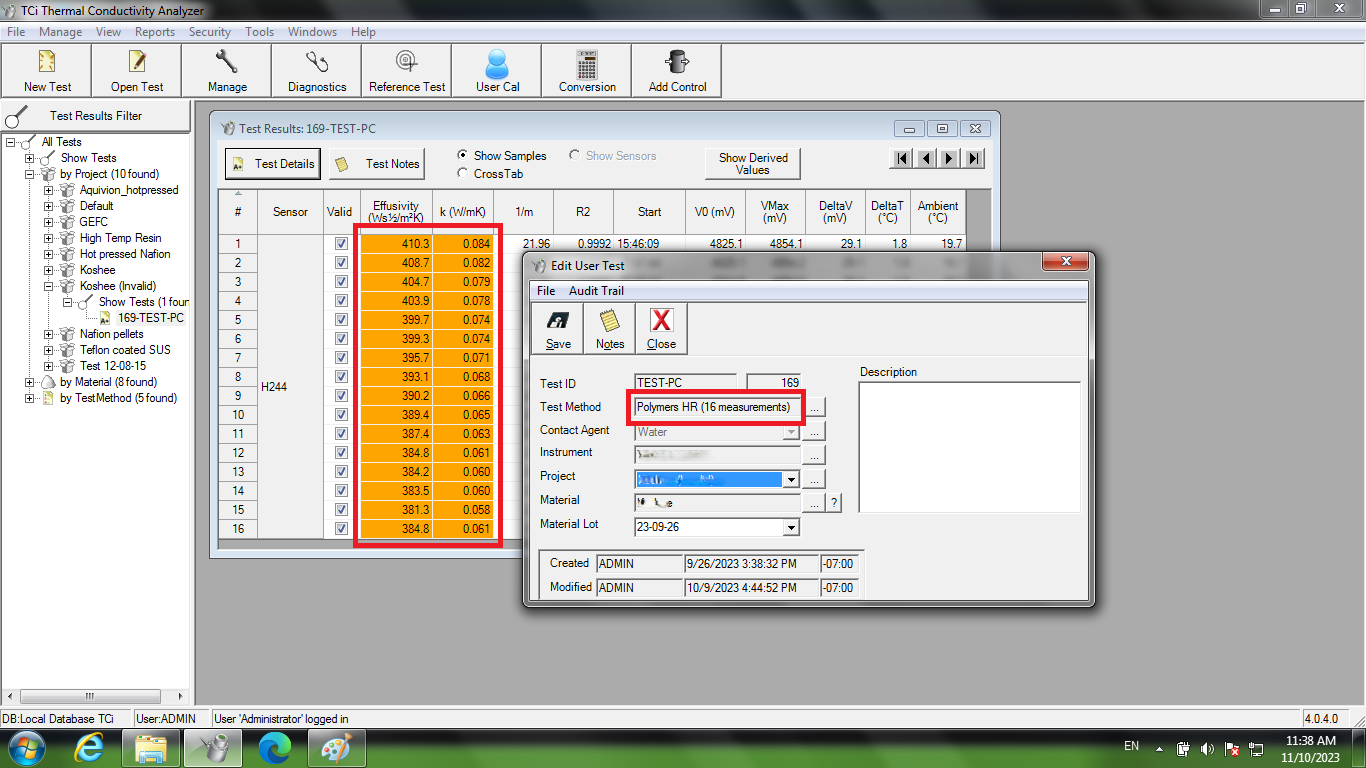 TCi Thermal Conductivity Analyzer
File Manage View Reports Security Tools Windows Help
New Test Open Test Manage Diagnostics Reference Test User Cal Conversion Add Control
Test Results Filter
All Tests
Show Tests
by Project (10 found)
Aquivion_hotpressed
Default
GEFC
High Temp Resin
Hot pressed Nafion
Koshee
Koshee (Invalid)
Show Tests (1 four
169-TEST-PC
Nafion pellets
Teflon coated SUS
Test 12-08-15
by Material (8 found)
by TestMethod (5 found)
Test Results: 169-TEST-PC
Test Details Test Notes Show Samples Show Sensors CrossTab Show Derived Values
# Sensor Valid Effusivity (Ws½/m²K) k (W/mK) 1/m R2 Start V0 (mV) VMax (mV) DeltaV (mV) DeltaT (°C) Ambient (°C)
1 410.3 0.084 21.96 0.9992 15:46:09 4825.1 4854.1 29.1 1.8 19.7
2 408.7 0.082
3 404.7 0.079
4 403.9 0.078
5 399.7 0.074
6 399.3 0.074
7 395.7 0.071
8 393.1 0.068
H244
9 390.2 0.066
10 389.4 0.065
11 387.4 0.063
12 384.8 0.061
13 384.2 0.060
14 383.5 0.060
15 381.3 0.058
16 384.8 0.061
Edit User Test
File Audit Trail
Save Notes Close
Test ID TEST-PC 169
Test Method Polymers HR (16 measurements) ...
Contact Agent Water ...
Instrument ...
Project ...
Material ... ?
Material Lot 23-09-26
Description
Created ADMIN 9/26/2023 3:38:32 PM -07:00
Modified ADMIN 10/9/2023 4:44:52 PM -07:00
DB:Local Database TCi User:ADMIN User 'Administrator' logged in 4.0.4.0
EN 11:38 AM
11/10/2023